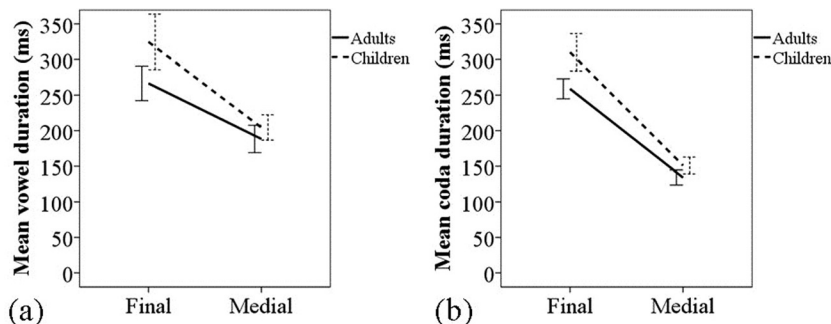 Mean vowel duration (ms)
350
300
250
200
150
100
50
0
Final Medial
Adults
Children
(a)
Mean coda duration (ms)
350
300
250
200
150
100
50
0
Final Medial
Adults
Children
(b)